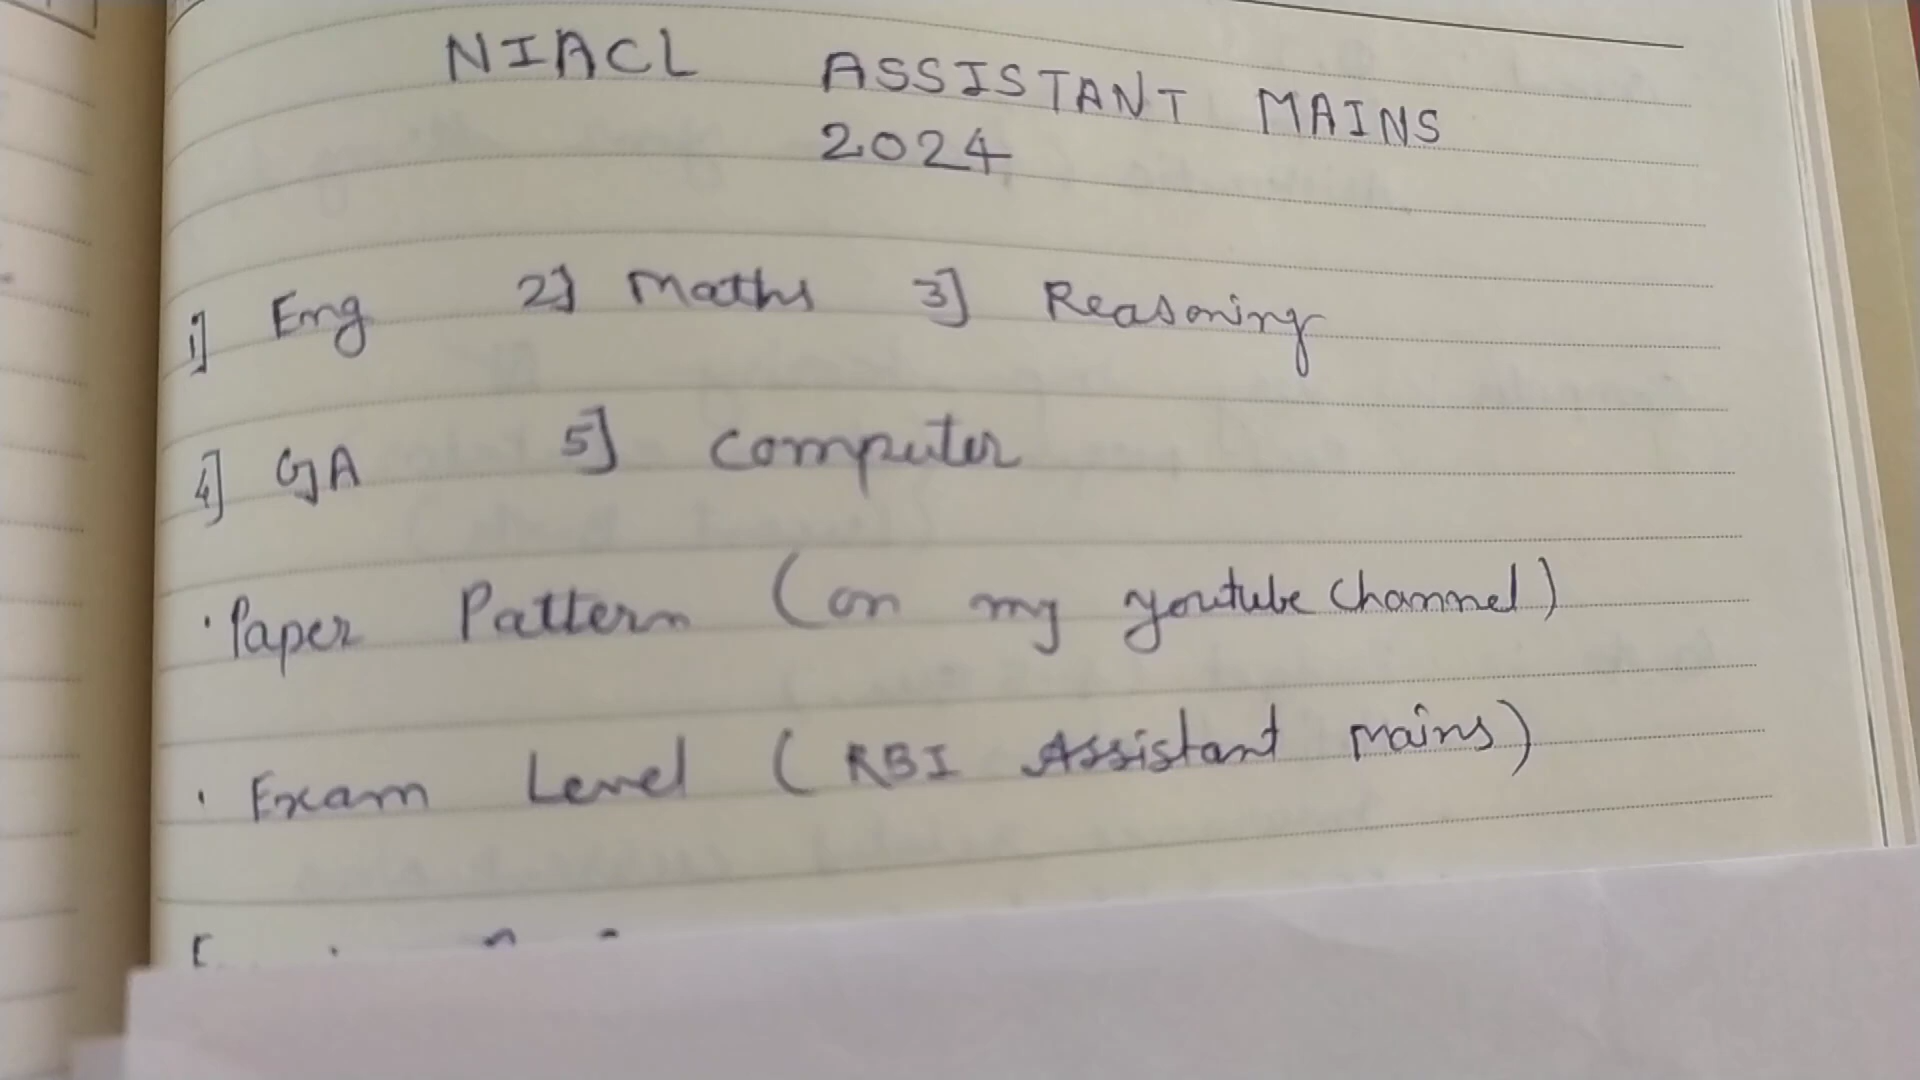 NIACL ASSISTANT MAINS
2024
1] Eng 2] Maths 3] Reasoning
4] GA 5] Computer
· Paper Pattern (on my youtube channel)
· Exam Level (RBI Assistant mains)